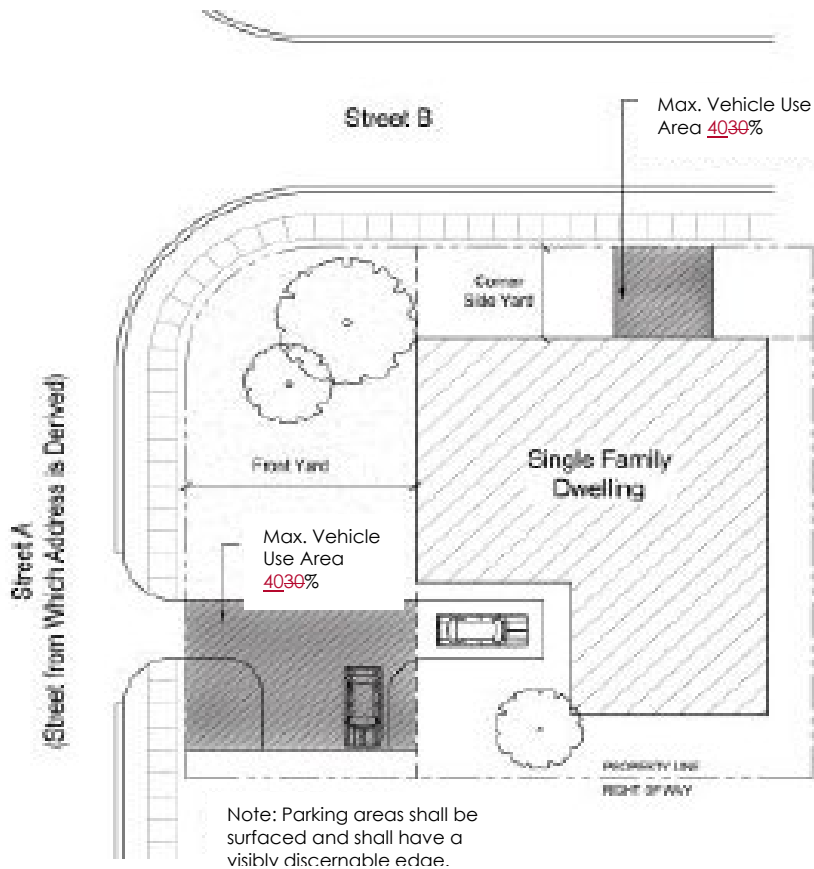 Street B
Max. Vehicle Use
Area 4030%
Corner
Side Yard
Front Yard
Single Family
Dwelling
Street A
(Street from Which Address is Derived)
Max. Vehicle
Use Area
4030%
PROPERTY LINE
RIGHT OF WAY
Note: Parking areas shall be
surfaced and shall have a
visibly discernable edge.